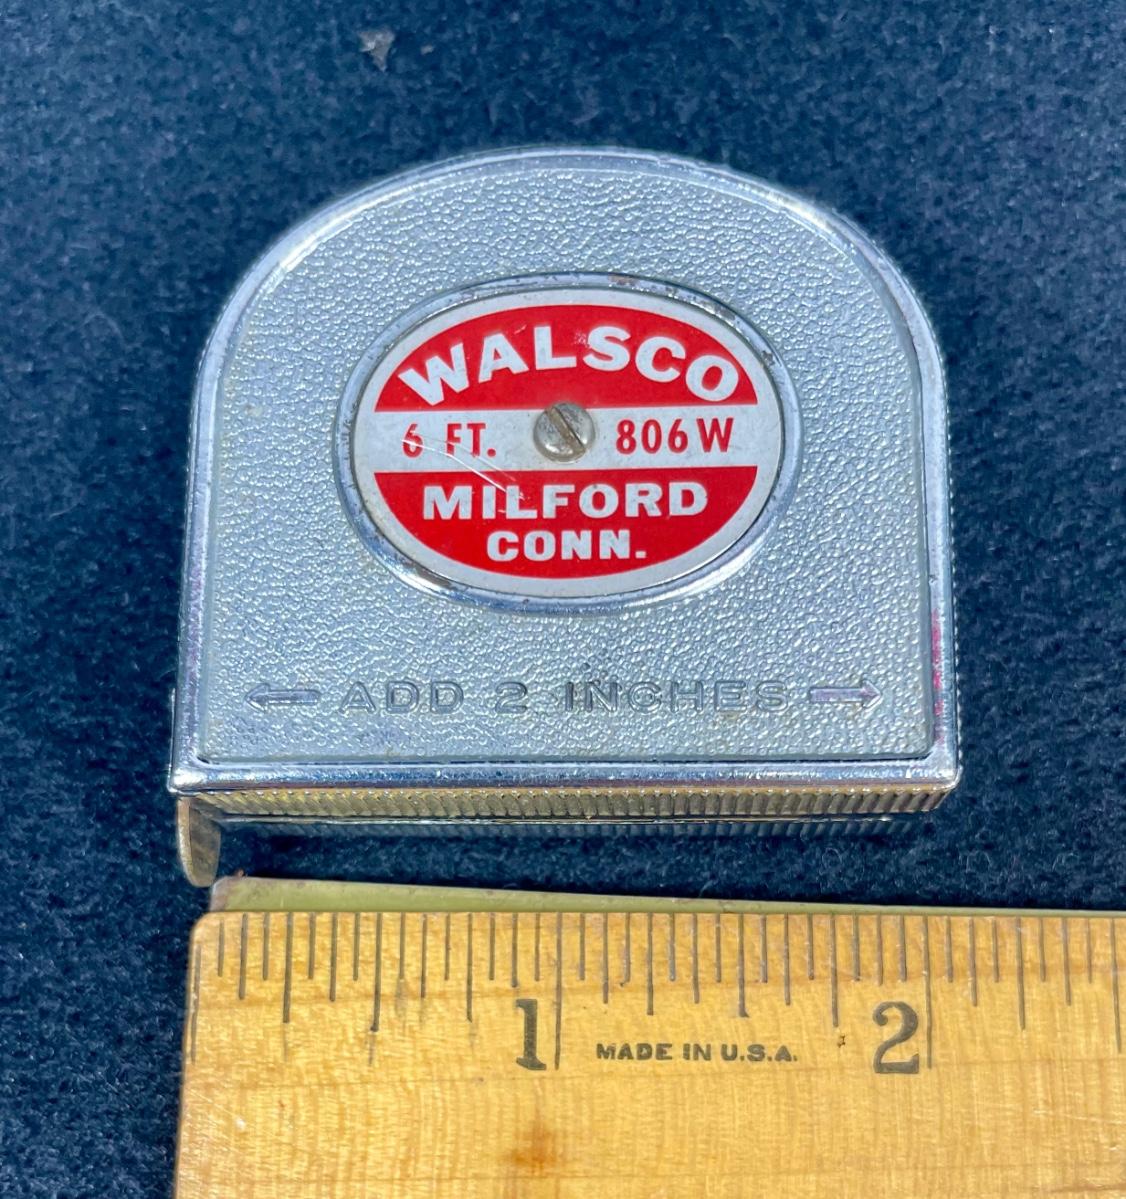 WALSCO
6 FT. 806W
MILFORD
CONN.
← ADD 2 INCHES →
1 MADE IN U.S.A. 2